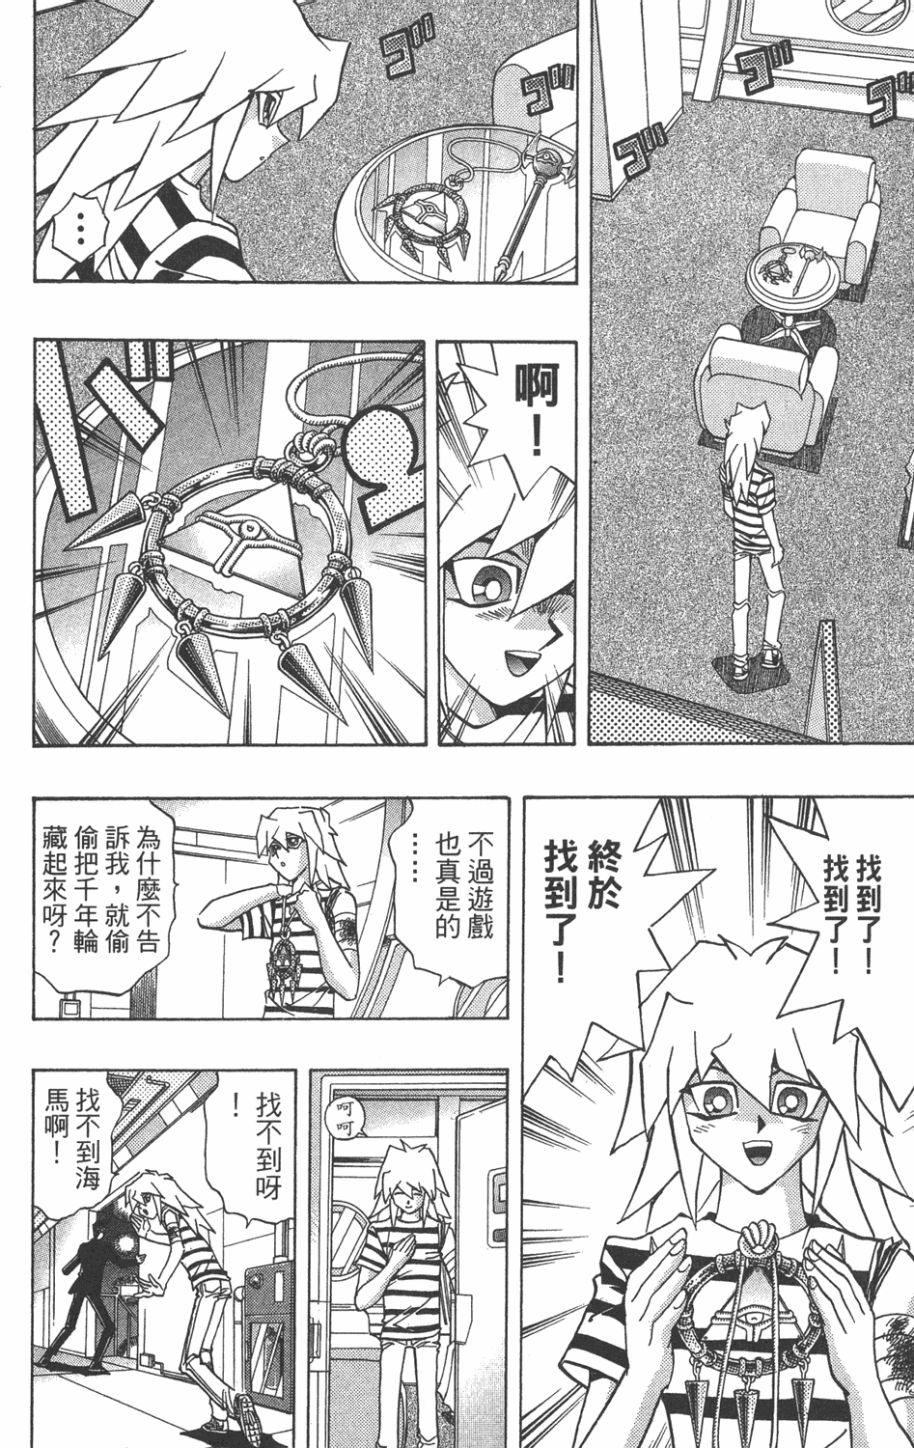 ゴゴ
ゴゴ
ゴ
ゴ
…
啊！
バ
找到了！
找到了！
終於
找到了！
不過遊戲
也真是的
……
為什麼不告
訴我，就偷
偷把千年輪
藏起來呀？
呵
呵
找不到呀
！
找不到海
馬啊！